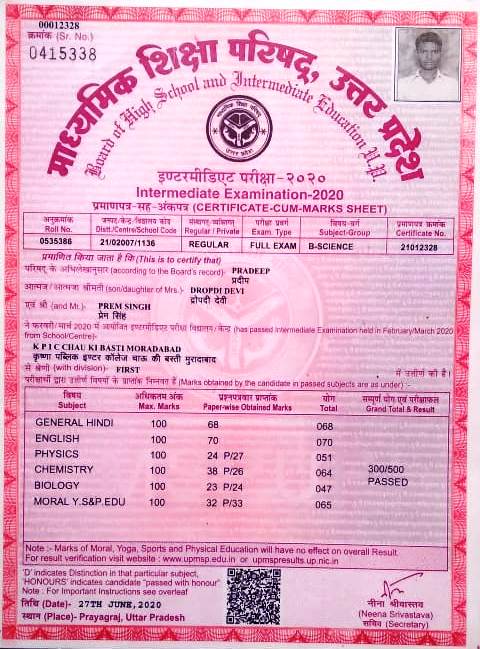 00012328
क्रमांक (Sr. No.)
0415338
माध्यमिक शिक्षा परिषद्, उत्तर प्रदेश
Board of High School and Intermediate Education U.P.
इण्टरमीडिएट परीक्षा-२०२०
Intermediate Examination-2020
प्रमाणपत्र-सह-अंकपत्र (CERTIFICATE-CUM-MARKS SHEET)
अनुक्रमांक जनपद/केन्द्र/विद्यालय कोड संस्थागत/व्यक्तिगत परीक्षा प्रवर्ग विषय-वर्ग प्रमाणपत्र क्रमांक
Roll No. Distt./Centre/School Code Regular / Private Exam. Type Subject-Group Certificate No.
0535386 21/02007/1136 REGULAR FULL EXAM B-SCIENCE 21012328
प्रमाणित किया जाता है कि (This is to certify that)
परिषद् के अभिलेखानुसार (according to the Board's record)- PRADEEP
प्रदीप
आत्मज / आत्मजा श्रीमती (son/daughter of Mrs.)- DROPDI DEVI
द्रोपदी देवी
एवं श्री (and Mr.)- PREM SINGH
प्रेम सिंह
ने फरवरी/मार्च 2020 में आयोजित इण्टरमीडिएट परीक्षा विद्यालय / केन्द्र (has passed Intermediate Examination held in February/March 2020
from School/Centre)-
K P I C CHAU KI BASTI MORADABAD
कृष्णा पब्लिक इण्टर कॉलेज चाऊ की बस्ती मुरादाबाद
से श्रेणी (with division)- FIRST में उत्तीर्ण की है।
परीक्षार्थी द्वारा उत्तीर्ण विषयों के प्राप्तांक निम्नवत हैं (Marks obtained by the candidate in passed subjects are as under) :-
विषय अधिकतम अंक प्रश्नपत्रवार प्राप्तांक योग सम्पूर्ण योग एवं परीक्षाफल
Subject Max. Marks Paper-wise Obtained Marks Total Grand Total & Result
GENERAL HINDI 100 68 068
ENGLISH 100 70 070
PHYSICS 100 24 P/27 051
CHEMISTRY 100 38 P/26 064 300/500
BIOLOGY 100 23 P/24 047 PASSED
MORAL Y.S&P.EDU 100 32 P/33 065
Note :- Marks of Moral, Yoga, Sports and Physical Education will have no effect on overall Result.
For result verification visit website : www.upmsp.edu.in or upmspresults.up.nic.in
'D' indicates Distinction in that particular subject,
'HONOURS' indicates candidate "passed with honour"
Note : For Important Instructions see overleaf
तिथि (Date)- 27TH JUNE,2020
स्थान (Place)- Prayagraj, Uttar Pradesh
नीना श्रीवास्तव
(Neena Srivastava)
सचिव (Secretary)